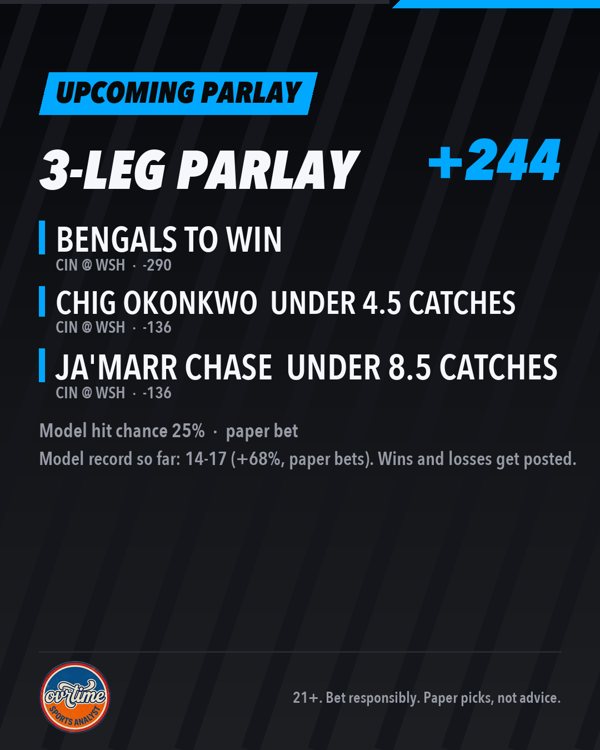 UPCOMING PARLAY
3-LEG PARLAY
+244
BENGALS TO WIN
CIN @ WSH · -290
CHIG OKONKWO UNDER 4.5 CATCHES
CIN @ WSH · -136
JA'MARR CHASE UNDER 8.5 CATCHES
CIN @ WSH · -136
Model hit chance 25% · paper bet
Model record so far: 14-17 (+68%, paper bets). Wins and losses get posted.
ovrtime
SPORTS ANALYST
21+. Bet responsibly. Paper picks, not advice.